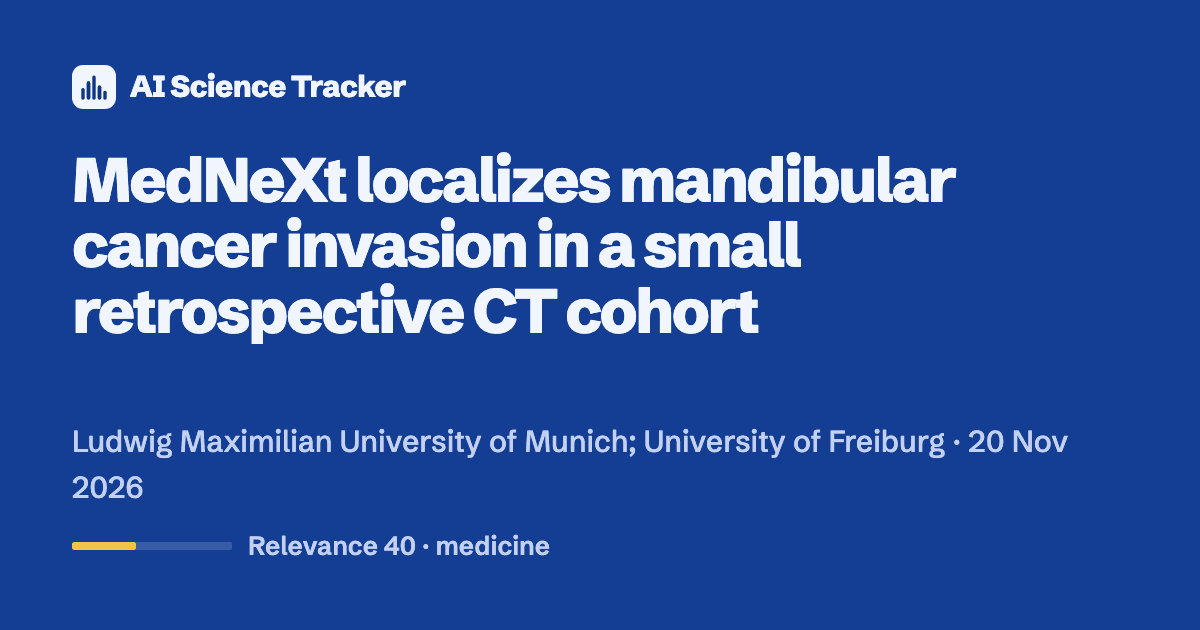 AI Science Tracker
MedNeXt localizes mandibular
cancer invasion in a small
retrospective CT cohort
Ludwig Maximilian University of Munich; University of Freiburg · 20 Nov
2026
Relevance 40 · medicine